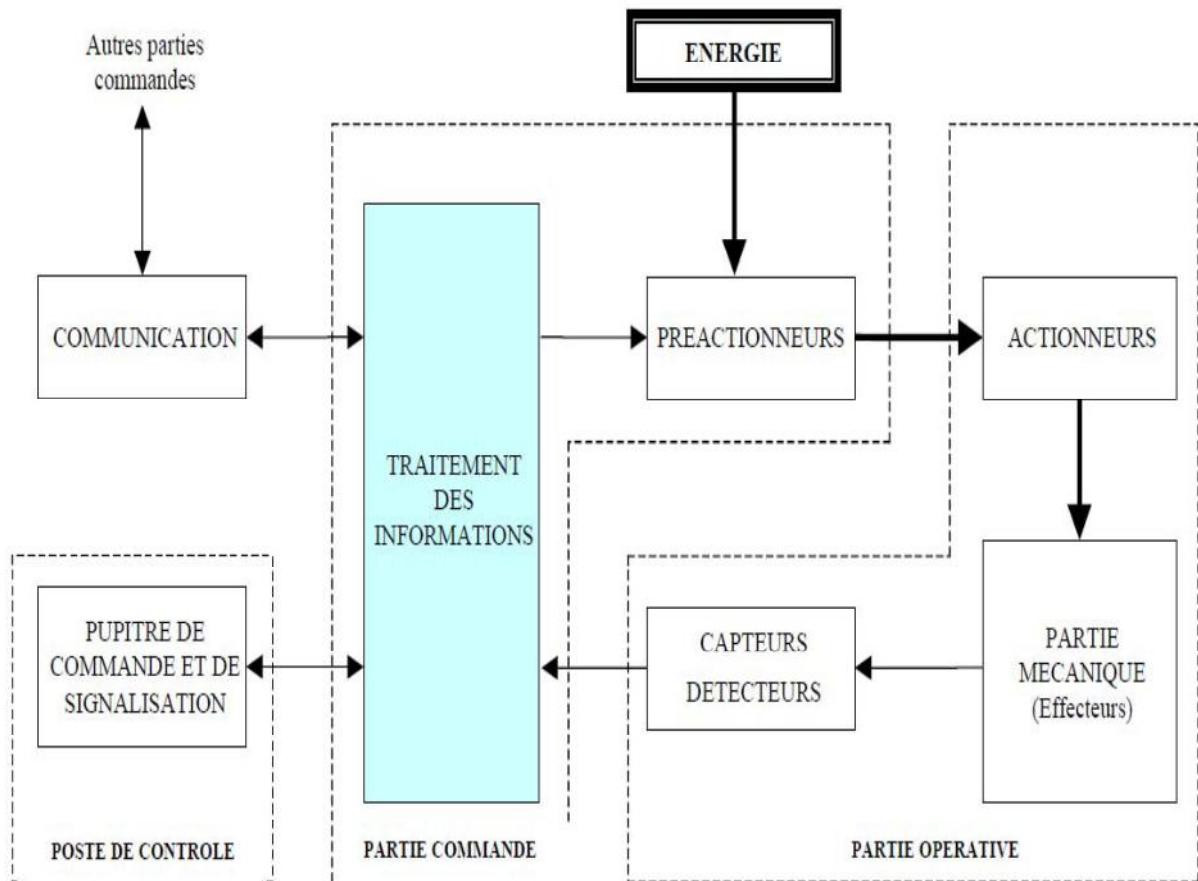 Autres parties
commandes
ENERGIE
COMMUNICATION
PREACTIONNEURS
ACTIONNEURS
TRAITEMENT
DES
INFORMATIONS
PUPITRE DE
COMMANDE ET DE
SIGNALISATION
CAPTEURS
DETECTEURS
PARTIE
MECANIQUE
(Effecteurs)
POSTE DE CONTROLE
PARTIE COMMANDE
PARTIE OPERATIVE